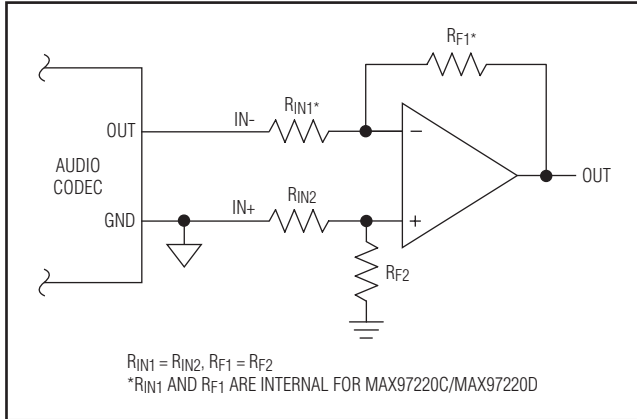 RF1*
OUT
IN-
RIN1*
−
AUDIO
CODEC
OUT
GND
IN+
RIN2
+
RF2
RIN1 = RIN2, RF1 = RF2
*RIN1 AND RF1 ARE INTERNAL FOR MAX97220C/MAX97220D